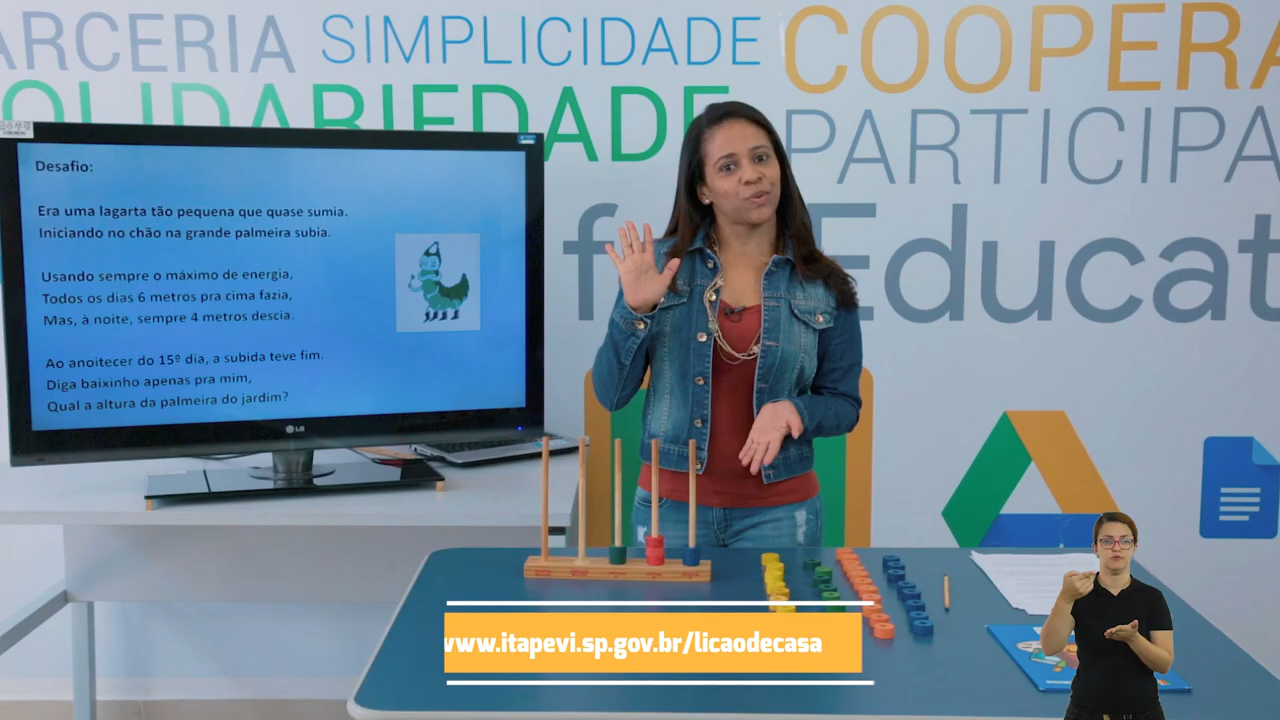 ARCERIA SIMPLICIDADE COOPERA
OLIDARIEDADE PARTICIPA
f Educat
Desafio:
Era uma lagarta tão pequena que quase sumia.
Iniciando no chão na grande palmeira subia.
Usando sempre o máximo de energia,
Todos os dias 6 metros pra cima fazia,
Mas, à noite, sempre 4 metros descia.
Ao anoitecer do 15º dia, a subida teve fim.
Diga baixinho apenas pra mim,
Qual a altura da palmeira do jardim?
LG
www.itapevi.sp.gov.br/licaodecasa